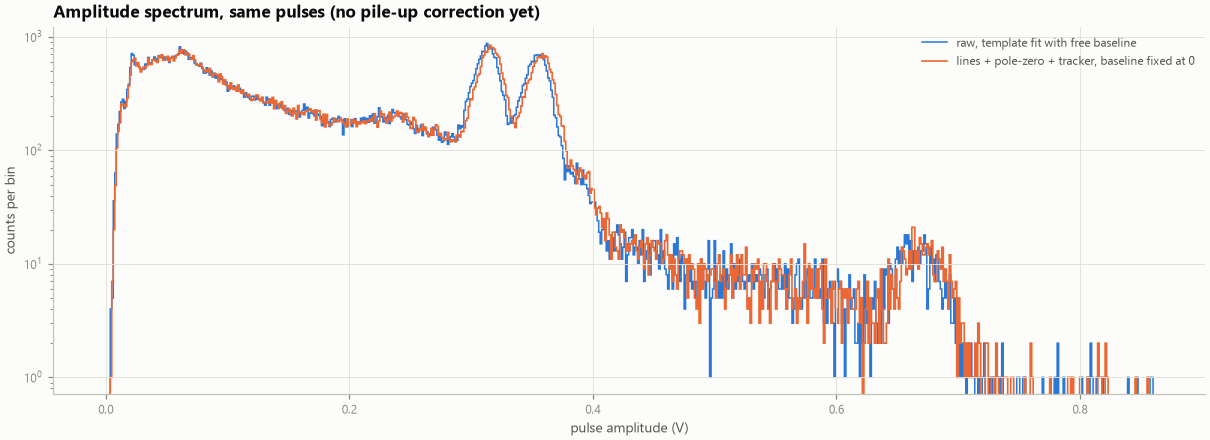 Amplitude spectrum, same pulses (no pile-up correction yet)
raw, template fit with free baseline
lines + pole-zero + tracker, baseline fixed at 0
counts per bin
10³
10²
10¹
10⁰
0.0 0.2 0.4 0.6 0.8
pulse amplitude (V)